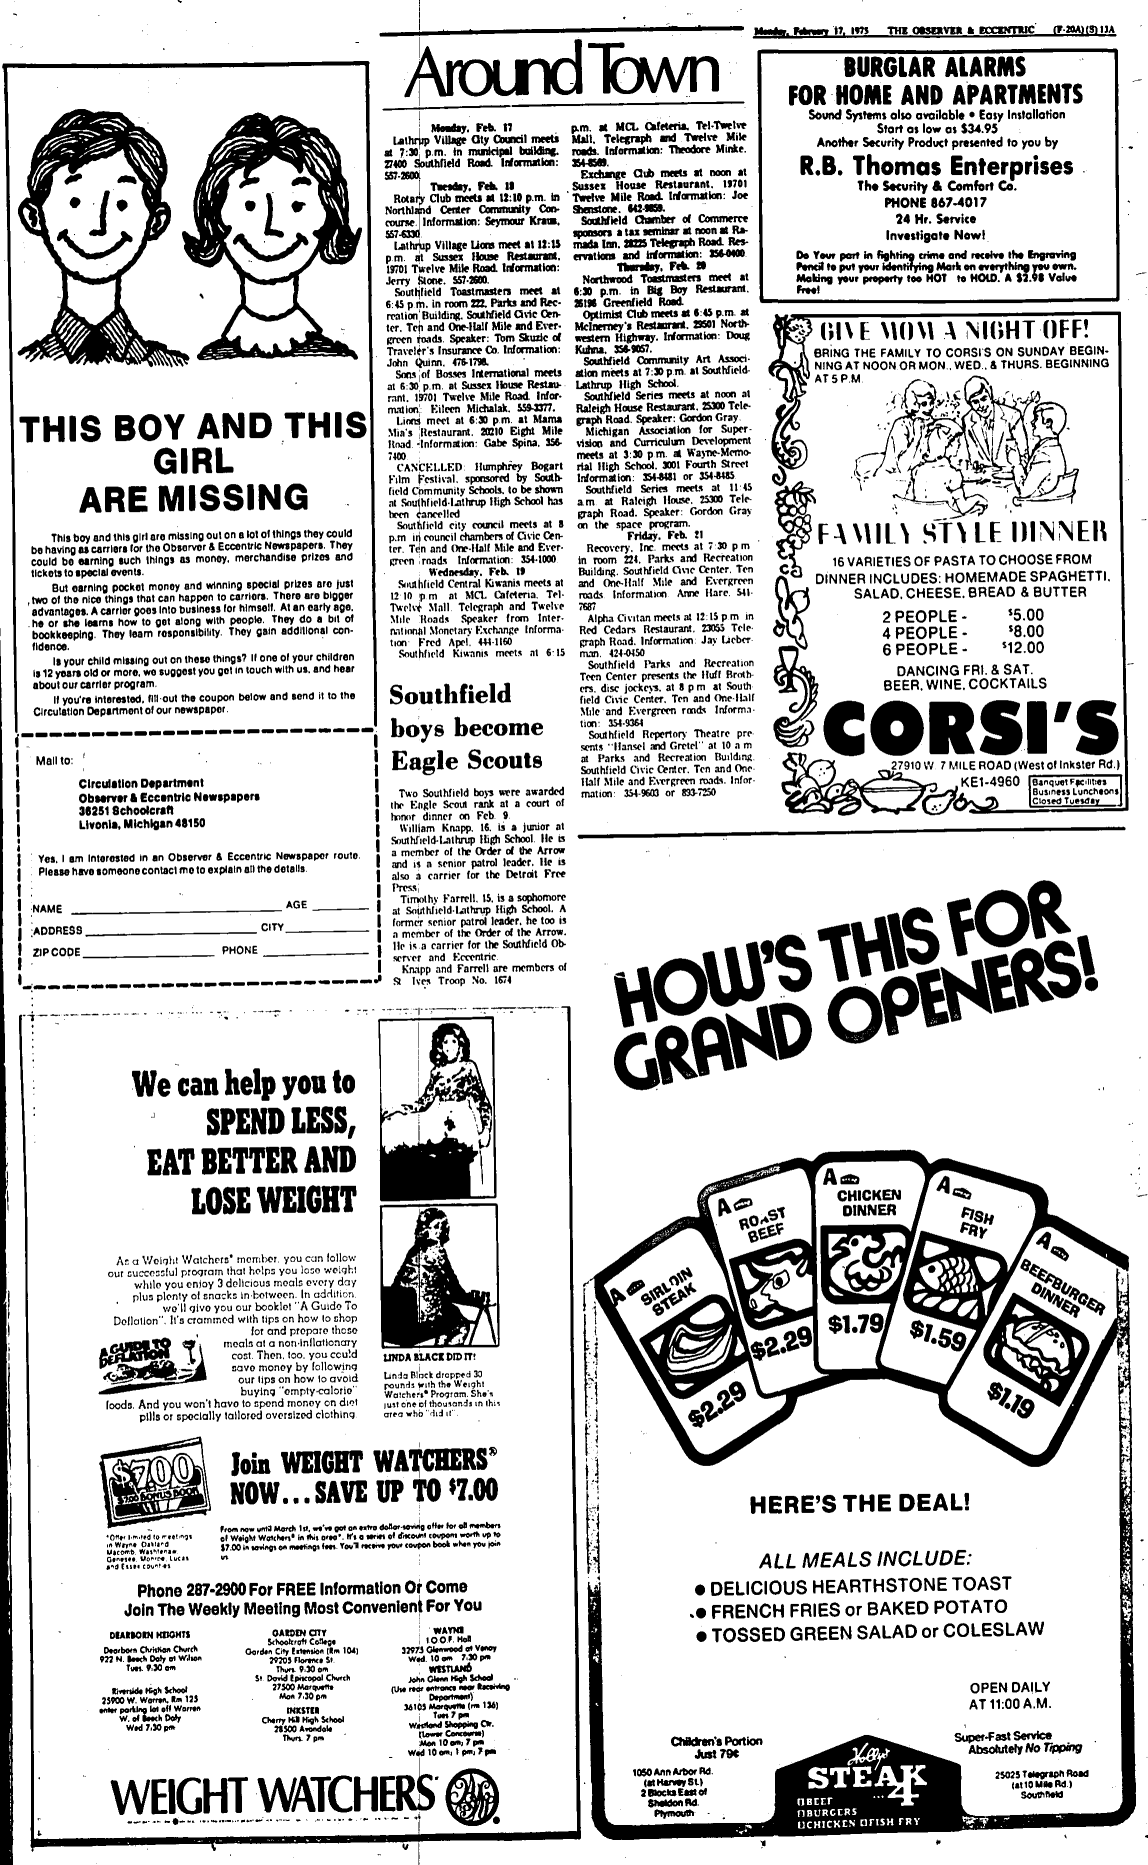 Monday, February 17, 1975 THE OBSERVER & ECCENTRIC (F-20A)(S)13A
THIS BOY AND THIS
GIRL
ARE MISSING
This boy and this girl are missing out on a lot of things they could
be having as carriers for the Observer & Eccentric Newspapers. They
could be earning such things as money, merchandise prizes and
tickets to special events.
But earning pocket money and winning special prizes are just
two of the nice things that can happen to carriers. There are bigger
advantages. A carrier goes into business for himself. At an early age,
he or she learns how to get along with people. They do a bit of
bookkeeping. They learn responsibility. They gain additional con-
fidence.
Is your child missing out on these things? If one of your children
is 12 years old or more, we suggest you get in touch with us, and hear
about our carrier program.
If you're interested, fill out the coupon below and send it to the
Circulation Department of our newspaper.
Mail to:
Circulation Department
Observer & Eccentric Newspapers
36251 Schoolcraft
Livonia, Michigan 48150
Yes, I am interested in an Observer & Eccentric Newspaper route.
Please have someone contact me to explain all the details.
NAME AGE
ADDRESS CITY
ZIP CODE PHONE
Around Town
Monday, Feb. 17
Lathrup Village City Council meets
at 7:30 p.m. in municipal building,
27400 Southfield Road. Information:
557-2600.
Tuesday, Feb. 18
Rotary Club meets at 12:10 p.m. in
Northland Center Community Con-
course. Information: Seymour Kraus,
557-6330.
Lathrup Village Lions meet at 12:15
p.m. at Sussex House Restaurant,
19701 Twelve Mile Road. Information:
Jerry Stone, 557-2600.
Southfield Toastmasters meet at
6:45 p.m. in room 222, Parks and Rec-
reation Building, Southfield Civic Cen-
ter, Ten and One-Half Mile and Ever-
green roads. Speaker: Tom Skuzie of
Traveler's Insurance Co. Information:
John Quinn, 476-1798.
Sons of Bosses International meets
at 6:30 p.m. at Sussex House Restau-
rant, 19701 Twelve Mile Road. Infor-
mation: Eileen Michalak, 559-3377.
Lions meet at 6:30 p.m. at Mama
Mia's Restaurant, 20210 Eight Mile
Road. Information: Gabe Spina, 356-
7400
CANCELLED: Humphrey Bogart
Film Festival, sponsored by South-
field Community Schools, to be shown
at Southfield-Lathrup High School has
been cancelled
Southfield city council meets at 8
p.m in council chambers of Civic Cen-
ter, Ten and One-Half Mile and Ever-
green roads Information: 354-1000
Wednesday, Feb. 19
Southfield Central Kiwanis meets at
12:10 p m at MCL Cafeteria, Tel-
Twelve Mall, Telegraph and Twelve
Mile Roads Speaker from Inter-
national Monetary Exchange Informa-
tion Fred Apel, 444-1160
Southfield Kiwanis meets at 6:15
p.m. at MCL Cafeteria, Tel-Twelve
Mall, Telegraph and Twelve Mile
roads. Information: Theodore Minke,
354-8569.
Exchange Club meets at noon at
Sussex House Restaurant, 19701
Twelve Mile Road. Information: Joe
Shenstone, 642-9859.
Southfield Chamber of Commerce
sponsors a tax seminar at noon at Ra-
mada Inn, 28225 Telegraph Road. Res-
ervations and information: 356-0400.
Thursday, Feb. 20
Northwood Toastmasters meet at
6:30 p.m. in Big Boy Restaurant,
26196 Greenfield Road.
Optimist Club meets at 6:45 p.m. at
McInerney's Restaurant, 29501 North-
western Highway. Information: Doug
Kuhna, 356-9057.
Southfield Community Art Associ-
ation meets at 7:30 p.m. at Southfield-
Lathrup High School.
Southfield Series meets at noon at
Raleigh House Restaurant, 25300 Tele-
graph Road. Speaker: Gordon Gray.
Michigan Association for Super-
vision and Curriculum Development
meets at 3:30 p.m. at Wayne-Memo-
rial High School, 3001 Fourth Street
Information: 354-8481 or 354-8485.
Southfield Series meets at 11:45
a.m at Raleigh House, 25300 Tele-
graph Road. Speaker: Gordon Gray
on the space program.
Friday, Feb. 21
Recovery, Inc. meets at 7:30 p m
in room 224, Parks and Recreation
Building, Southfield Civic Center, Ten
and One-Half Mile and Evergreen
roads Information Anne Hare, 541-
7687
Alpha Civitan meets at 12:15 p m in
Red Cedars Restaurant, 23055 Tele-
graph Road. Information: Jay Lieber-
man, 424-0450
Southfield Parks and Recreation
Teen Center presents the Huff Broth-
ers, disc jockeys, at 8 p m at South-
field Civic Center, Ten and One-Half
Mile and Evergreen roads Informa-
tion: 354-9364
Southfield Repertory Theatre pre-
sents "Hansel and Gretel" at 10 a m
at Parks and Recreation Building,
Southfield Civic Center, Ten and One-
Half Mile and Evergreen roads. Infor-
mation: 354-9603 or 893-7250
Southfield
boys become
Eagle Scouts
Two Southfield boys were awarded
the Eagle Scout rank at a court of
honor dinner on Feb. 9.
William Knapp, 16, is a junior at
Southfield-Lathrup High School. He is
a member of the Order of the Arrow
and is a senior patrol leader. He is
also a carrier for the Detroit Free
Press.
Timothy Farrell, 15, is a sophomore
at Southfield-Lathrup High School. A
former senior patrol leader, he too is
a member of the Order of the Arrow.
He is a carrier for the Southfield Ob-
server and Eccentric.
Knapp and Farrell are members of
St Ives Troop No. 1674
BURGLAR ALARMS
FOR HOME AND APARTMENTS
Sound Systems also available • Easy Installation
Start as low as $34.95
Another Security Product presented to you by
R.B. Thomas Enterprises
The Security & Comfort Co.
PHONE 867-4017
24 Hr. Service
Investigate Now!
Do Your part in fighting crime and receive the Engraving
Pencil to put your identifying Mark on everything you own.
Making your property too HOT to HOLD. A $2.98 Value
Free!
GIVE MOM A NIGHT OFF!
BRING THE FAMILY TO CORSI'S ON SUNDAY BEGIN-
NING AT NOON OR MON., WED., & THURS. BEGINNING
AT 5 P.M.
FAMILY STYLE DINNER
16 VARIETIES OF PASTA TO CHOOSE FROM
DINNER INCLUDES: HOMEMADE SPAGHETTI,
SALAD, CHEESE, BREAD & BUTTER
2 PEOPLE - $5.00
4 PEOPLE - $8.00
6 PEOPLE - $12.00
DANCING FRI. & SAT.
BEER, WINE, COCKTAILS
CORSI'S
27910 W. 7 MILE ROAD (West of Inkster Rd.)
KE1-4960
Banquet Facilities
Business Luncheons
Closed Tuesday
We can help you to
SPEND LESS,
EAT BETTER AND
LOSE WEIGHT
As a Weight Watchers® member, you can follow
our successful program that helps you lose weight
while you enjoy 3 delicious meals every day
plus plenty of snacks in-between. In addition,
we'll give you our booklet "A Guide To
Deflation". It's crammed with tips on how to shop
for and prepare these
meals at a non-inflationary
cost. Then, too, you could
save money by following
our tips on how to avoid
buying "empty-calorie"
foods. And you won't have to spend money on diet
pills or specially tailored oversized clothing.
A GUIDE TO
DEFLATION
LINDA BLACK DID IT!
Linda Black dropped 30
pounds with the Weight
Watchers® Program. She's
just one of thousands in this
area who "did it".
$7.00
$7.00 BONUS BOOK
Join WEIGHT WATCHERS®
NOW...SAVE UP TO $7.00
*Offer limited to meetings
in Wayne, Oakland
Macomb, Washtenaw,
Genesee, Monroe, Lucas
and Essex counties
From now until March 1st, we've got an extra dollar-saving offer for all members
of Weight Watchers® in this area*. It's a series of discount coupons worth up to
$7.00 in savings on meetings fees. You'll receive your coupon book when you join
us
Phone 287-2900 For FREE Information Or Come
Join The Weekly Meeting Most Convenient For You
DEARBORN HEIGHTS
Dearborn Christian Church
922 N. Beech Daly at Wilson
Tues. 9:30 am
Riverside High School
25900 W. Warren, Rm 125
enter parking lot off Warren
W. of Beech Daly
Wed 7:30 pm
GARDEN CITY
Schoolcraft College
Garden City Extension (Rm 104)
29205 Florence St.
Thurs. 9:30 am
St. David Episcopal Church
27500 Marquette
Mon 7:30 pm
INKSTER
Cherry Hill High School
28500 Avondale
Thurs. 7 pm
WAYNE
I O O.F. Hall
32975 Glenwood at Venoy
Wed. 10 am 7:30 pm
WESTLAND
John Glenn High School
(Use rear entrance near Receiving
Department)
36105 Marquette (rm 136)
Tues 7 pm
Westland Shopping Ctr.
(Lower Concourse)
Mon 10 am; 7 pm
Wed 10 am; 1 pm; 7 pm
WEIGHT WATCHERS®
HOW'S THIS FOR
GRAND OPENERS!
A
SIRLOIN
STEAK
$2.29
A
ROAST
BEEF
$2.29
A
CHICKEN
DINNER
$1.79
A
FISH
FRY
$1.59
A
BEEFBURGER
DINNER
$1.19
HERE'S THE DEAL!
ALL MEALS INCLUDE:
• DELICIOUS HEARTHSTONE TOAST
• FRENCH FRIES or BAKED POTATO
• TOSSED GREEN SALAD or COLESLAW
OPEN DAILY
AT 11:00 A.M.
Children's Portion
Just 79¢
1050 Ann Arbor Rd.
(at Harvey St.)
2 Blocks East of
Sheldon Rd.
Plymouth
Holly's
STEAK
...4
BEEF
BURGERS
CHICKEN FISH FRY
Super-Fast Service
Absolutely No Tipping
25025 Telegraph Road
(at 10 Mile Rd.)
Southfield